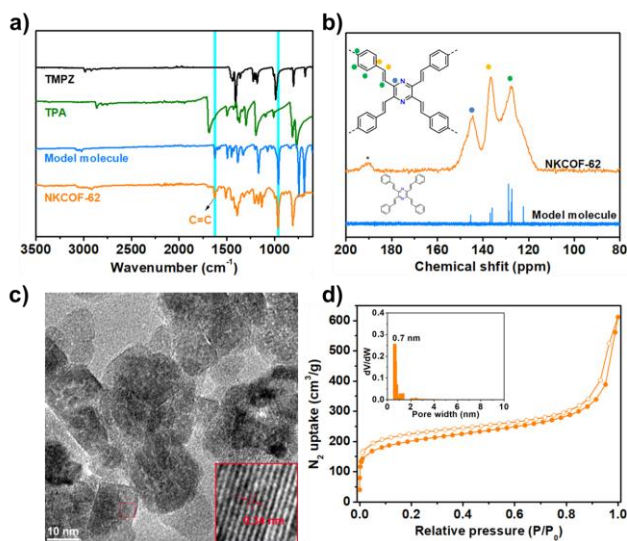 a)
TMPZ
TPA
Model molecule
NKCOF-62
C=C
3500 3000 2500 2000 1500 1000
Wavenumber (cm-1)
b)
N
N
*
NKCOF-62
Model molecule
200 180 160 140 120 100 80
Chemical shfit (ppm)
c)
10 nm
d)
N2 uptake (cm3/g)
600
500
400
300
200
100
0
dV/dW
0.4
0.3
0.2
0.1
0.0
0.7 nm
0 2 4 6 8 10
Pore width (nm)
0.0 0.2 0.4 0.6 0.8 1.0
Relative pressure (P/P0)